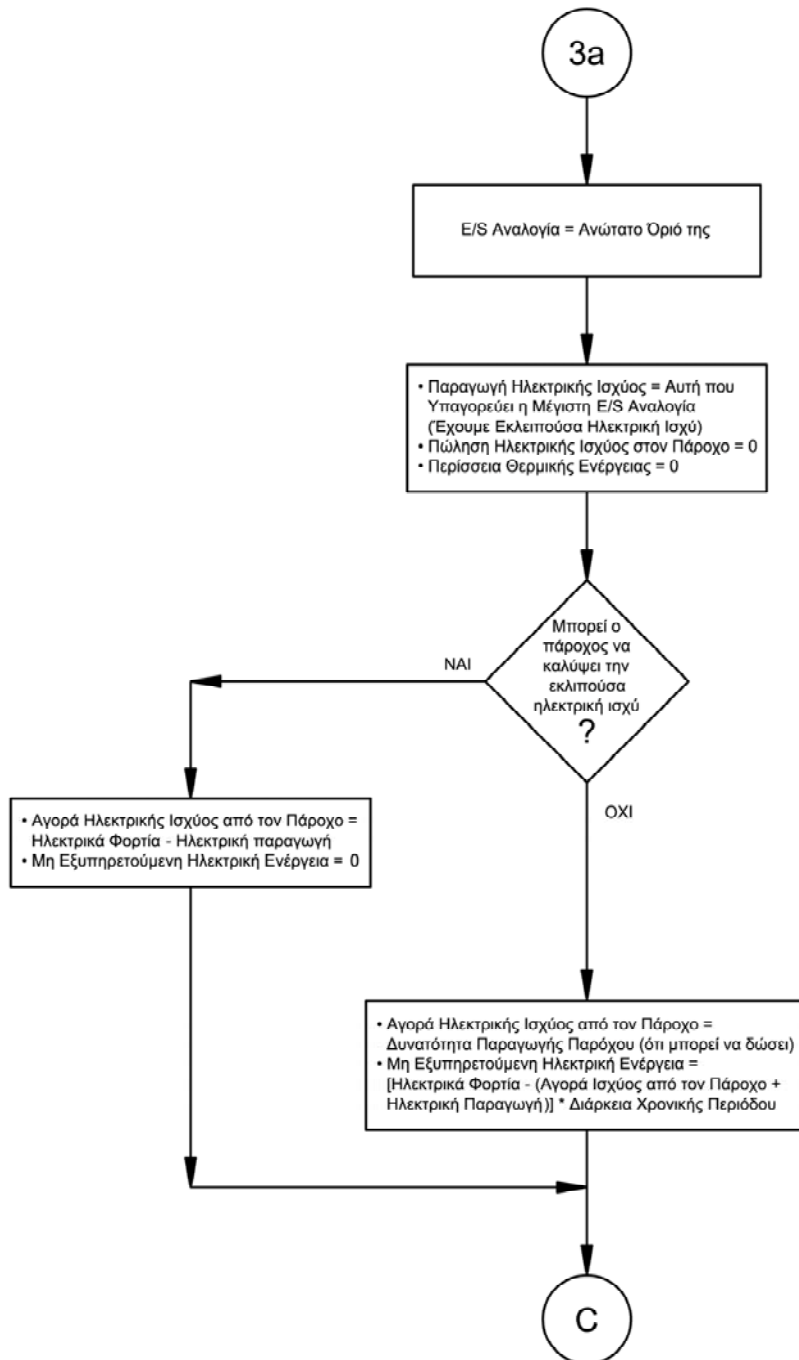 3a
E/S Αναλογία = Ανώτατο Όριό της
• Παραγωγή Ηλεκτρικής Ισχύος = Αυτή που
Υπαγορεύει η Μέγιστη E/S Αναλογία
(Έχουμε Εκλειπούσα Ηλεκτρική Ισχύ)
• Πώληση Ηλεκτρικής Ισχύος στον Πάροχο = 0
• Περίσσεια Θερμικής Ενέργειας = 0
Μπορεί ο
πάροχος να
καλύψει την
εκλιπούσα
ηλεκτρική ισχύ
?
ΝΑΙ
ΟΧΙ
• Αγορά Ηλεκτρικής Ισχύος από τον Πάροχο =
Ηλεκτρικά Φορτία - Ηλεκτρική παραγωγή
• Μη Εξυπηρετούμενη Ηλεκτρική Ενέργεια = 0
• Αγορά Ηλεκτρικής Ισχύος από τον Πάροχο =
Δυνατότητα Παραγωγής Παρόχου (ότι μπορεί να δώσει)
• Μη Εξυπηρετούμενη Ηλεκτρική Ενέργεια =
[Ηλεκτρικά Φορτία - (Αγορά Ισχύος από τον Πάροχο +
Ηλεκτρική Παραγωγή)] * Διάρκεια Χρονικής Περιόδου
C